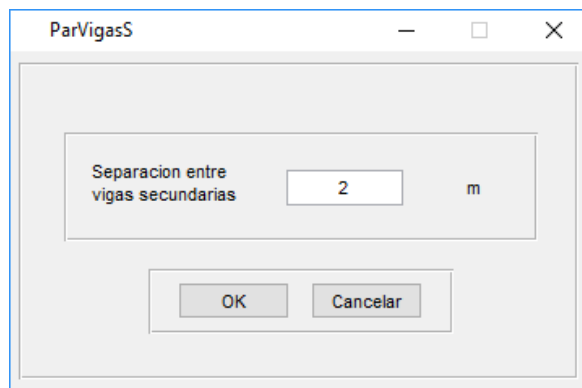 ParVigasS
Separacion entre
vigas secundarias
2
m
OK
Cancelar